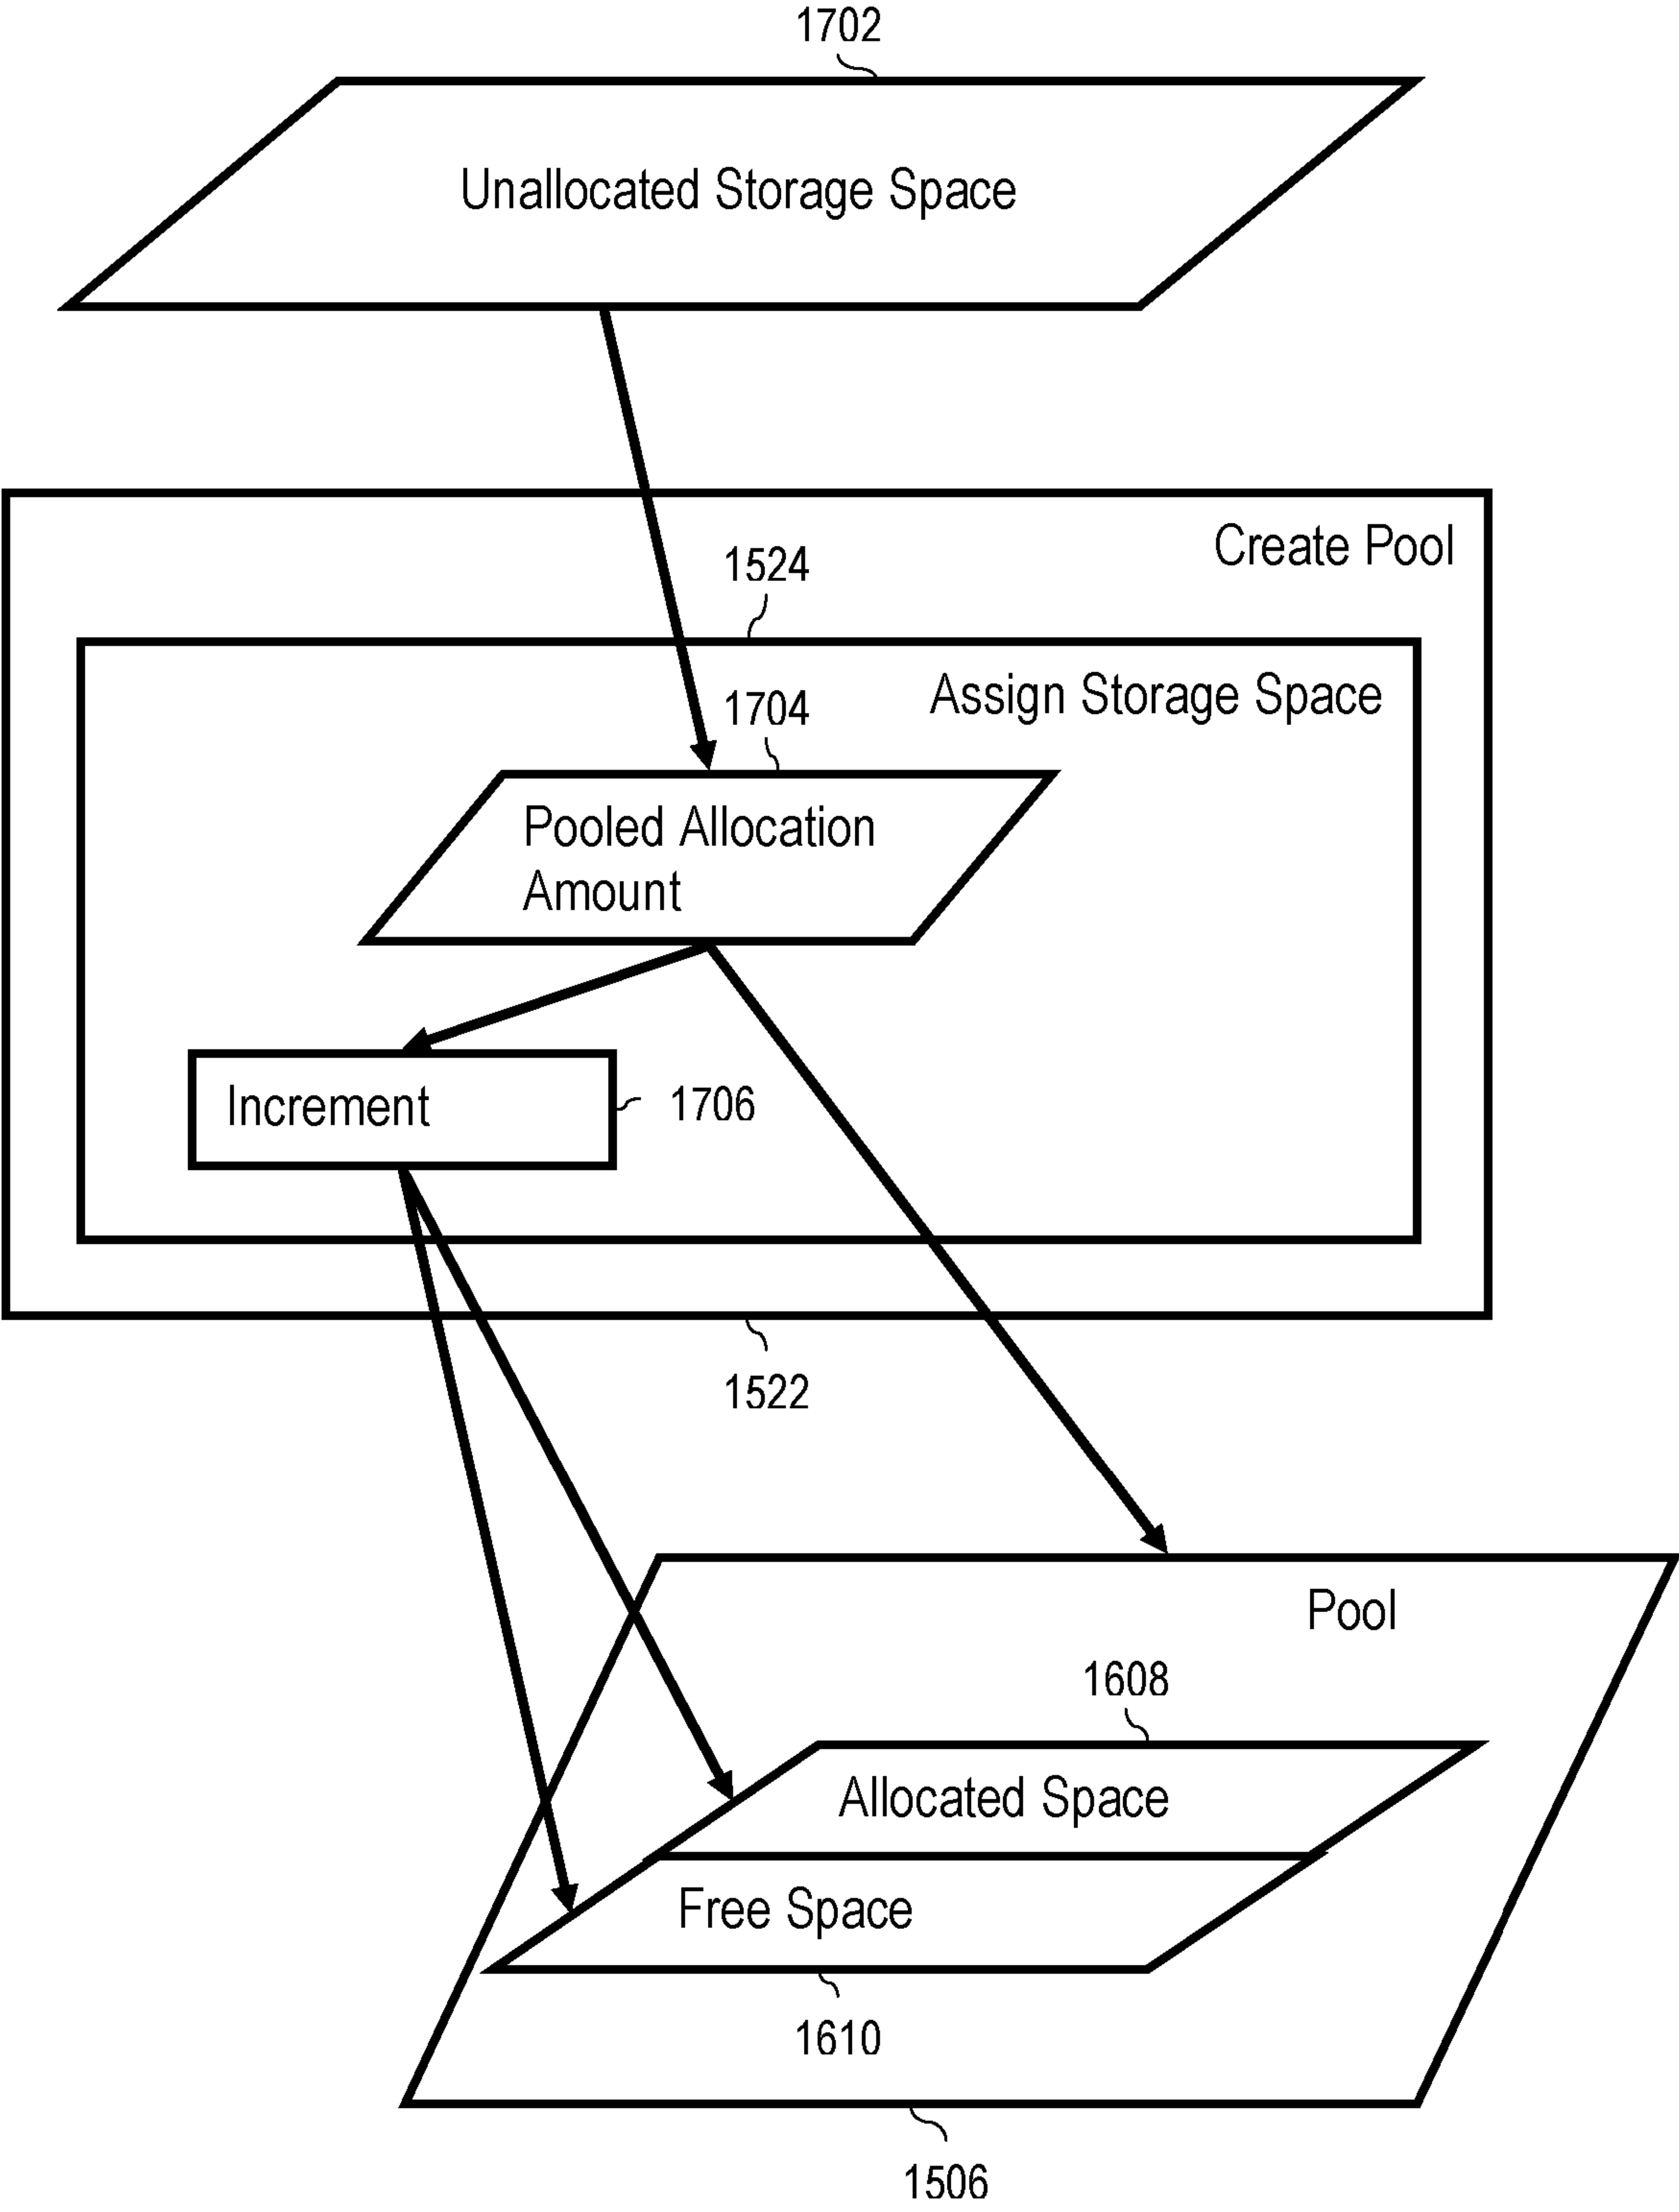 1702
Unallocated Storage Space
Create Pool
1524
Assign Storage Space
1704
Pooled Allocation
Amount
Increment
1706
1522
Pool
1608
Allocated Space
Free Space
1610
1506